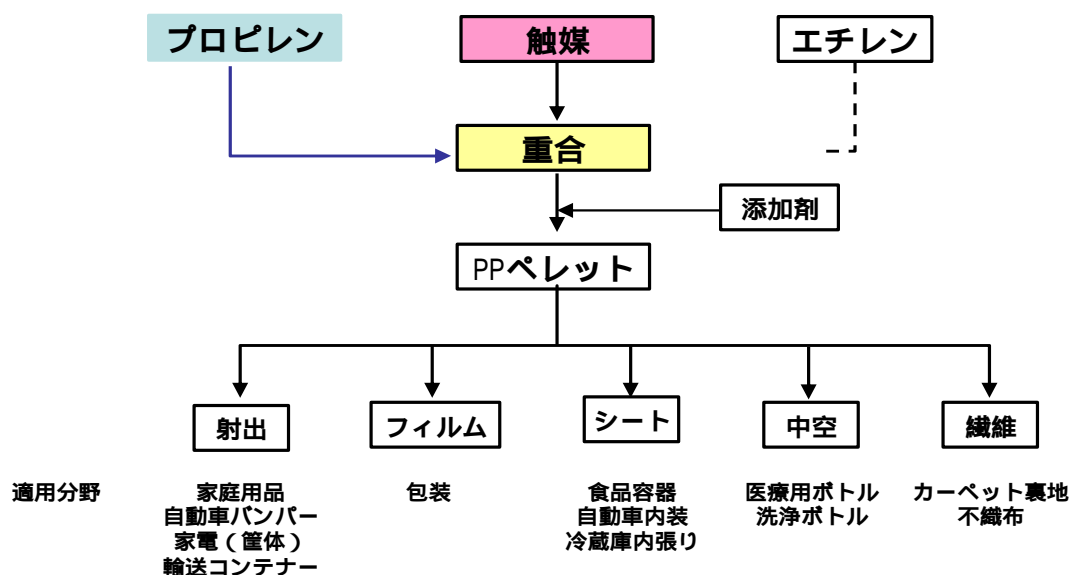 プロピレン
触媒
エチレン
重合
添加剤
PPペレット
射出
フィルム
シート
中空
繊維
適用分野
家庭用品
自動車バンパー
家電（筐体）
輸送コンテナー
包装
食品容器
自動車内装
冷蔵庫内張り
医療用ボトル
洗浄ボトル
カーペット裏地
不織布